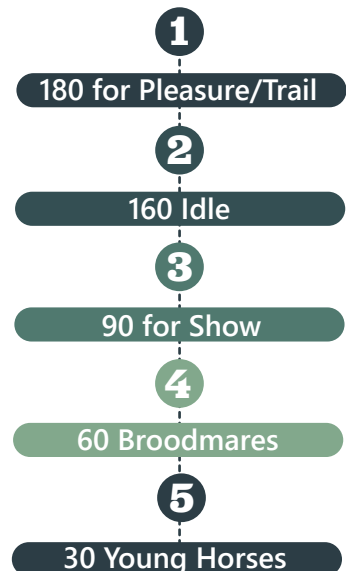 1
180 for Pleasure/Trail
2
160 Idle
3
90 for Show
4
60 Broodmares
5
30 Young Horses